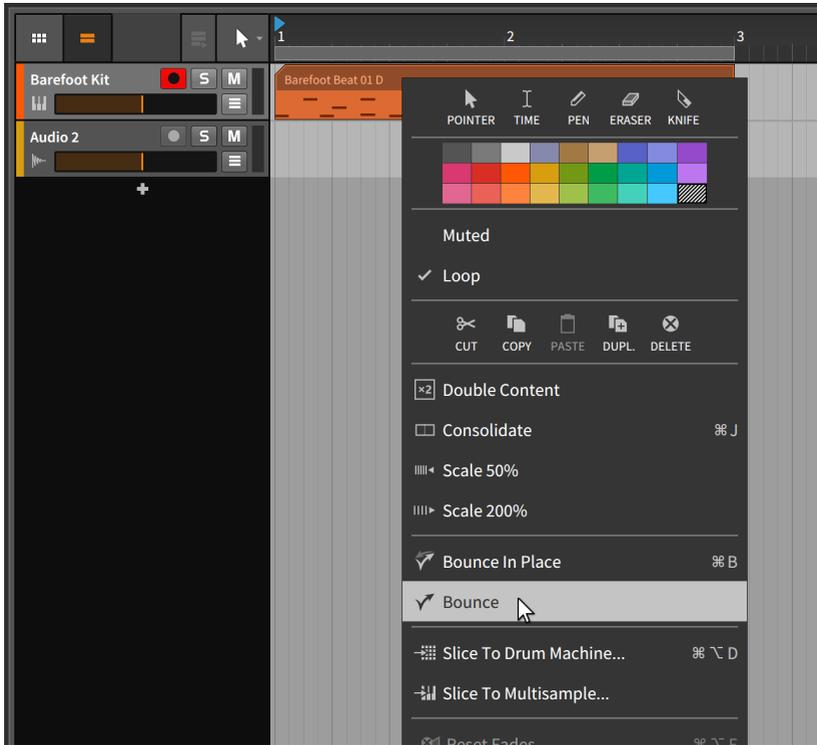 1 2 3
Barefoot Kit S M
Barefoot Beat 01 D
Audio 2 S M
POINTER TIME PEN ERASER KNIFE
Muted
Loop
CUT COPY PASTE DUPL. DELETE
×2 Double Content
Consolidate ⌘J
Scale 50%
Scale 200%
Bounce In Place ⌘B
Bounce
Slice To Drum Machine... ⌘⌥D
Slice To Multisample...
Reset Fades ⌘⌥F